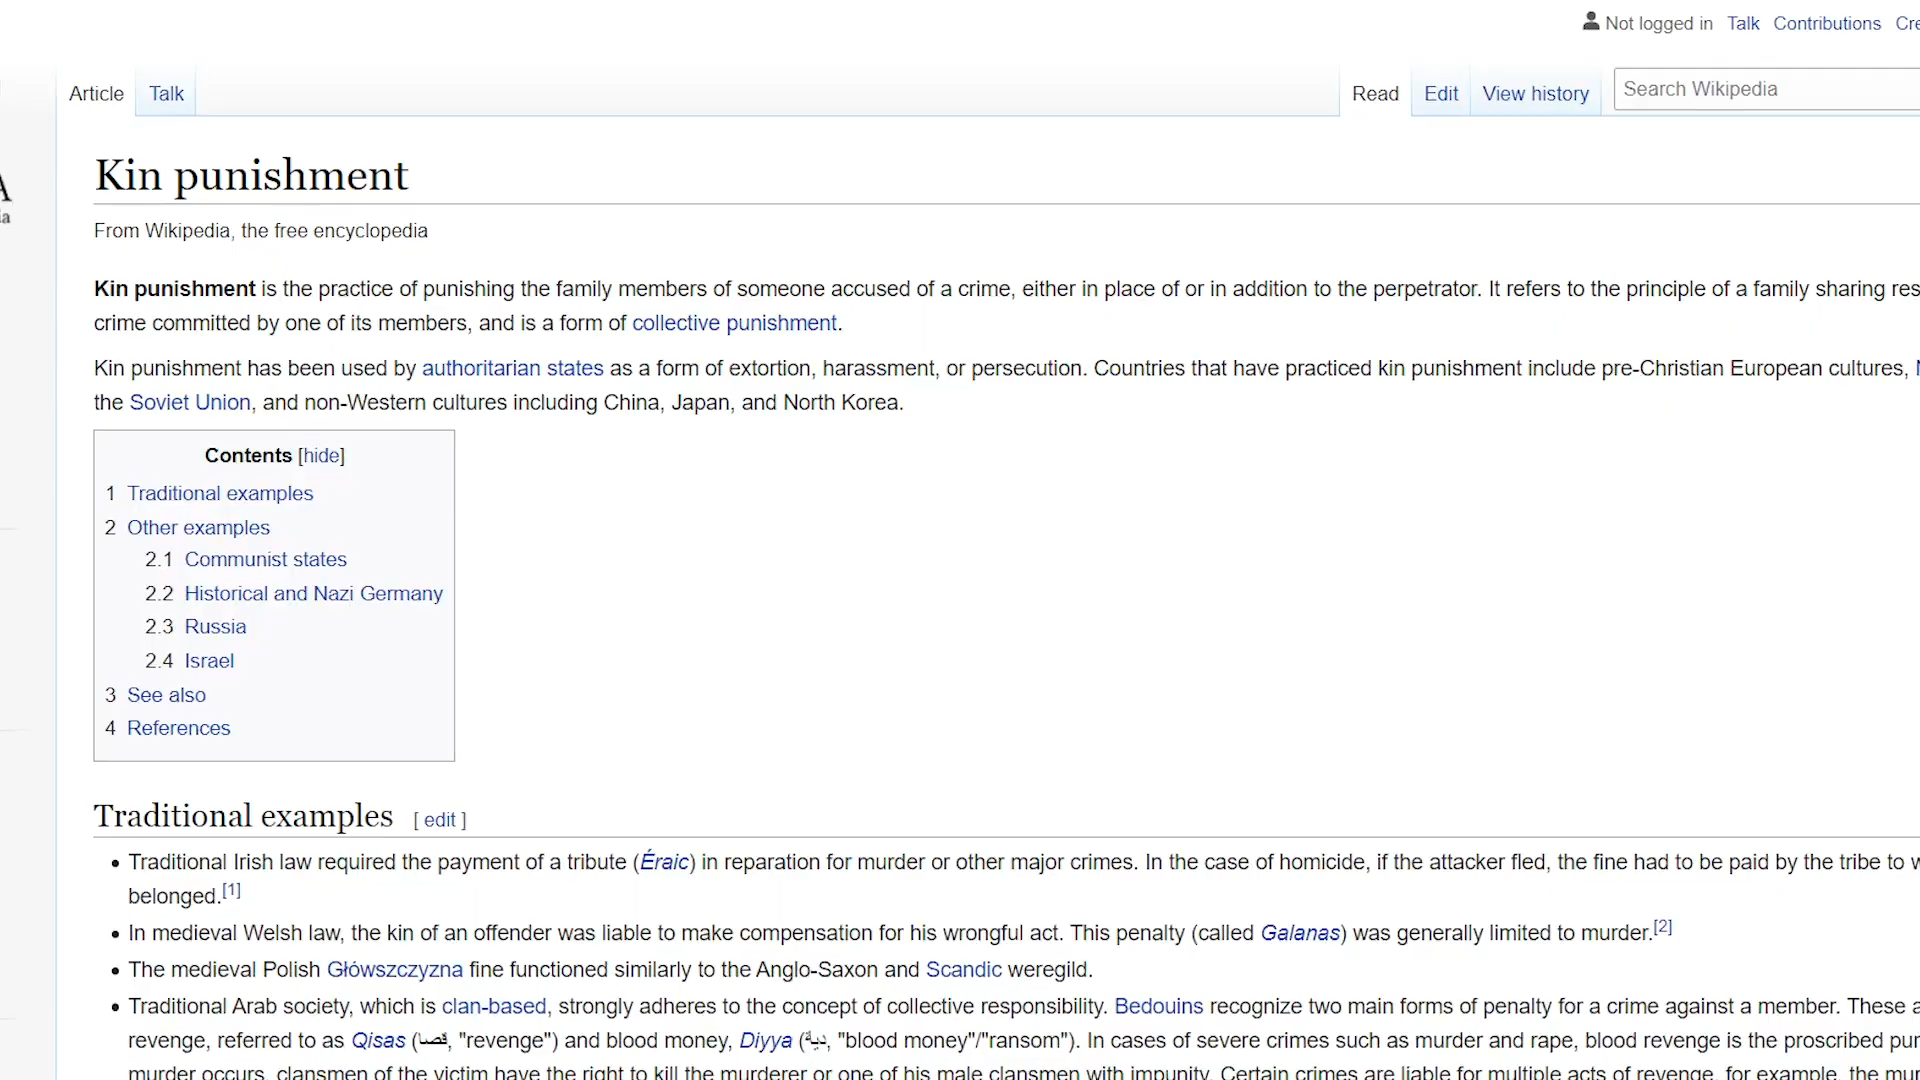 Not logged in Talk Contributions Cre
Article Talk Read Edit View history Search Wikipedia
A
ia
Kin punishment
From Wikipedia, the free encyclopedia
Kin punishment is the practice of punishing the family members of someone accused of a crime, either in place of or in addition to the perpetrator. It refers to the principle of a family sharing res
crime committed by one of its members, and is a form of collective punishment.
Kin punishment has been used by authoritarian states as a form of extortion, harassment, or persecution. Countries that have practiced kin punishment include pre-Christian European cultures, N
the Soviet Union, and non-Western cultures including China, Japan, and North Korea.
Contents [hide]
1 Traditional examples
2 Other examples
2.1 Communist states
2.2 Historical and Nazi Germany
2.3 Russia
2.4 Israel
3 See also
4 References
Traditional examples [ edit ]
• Traditional Irish law required the payment of a tribute (Éraic) in reparation for murder or other major crimes. In the case of homicide, if the attacker fled, the fine had to be paid by the tribe to w
belonged.[1]
• In medieval Welsh law, the kin of an offender was liable to make compensation for his wrongful act. This penalty (called Galanas) was generally limited to murder.[2]
• The medieval Polish Główszczyzna fine functioned similarly to the Anglo-Saxon and Scandic weregild.
• Traditional Arab society, which is clan-based, strongly adheres to the concept of collective responsibility. Bedouins recognize two main forms of penalty for a crime against a member. These a
revenge, referred to as Qisas (قصا, "revenge") and blood money, Diyya (دية, "blood money"/"ransom"). In cases of severe crimes such as murder and rape, blood revenge is the proscribed pun
murder occurs, clansmen of the victim have the right to kill the murderer or one of his male clansmen with impunity. Certain crimes are liable for multiple acts of revenge, for example, the mur